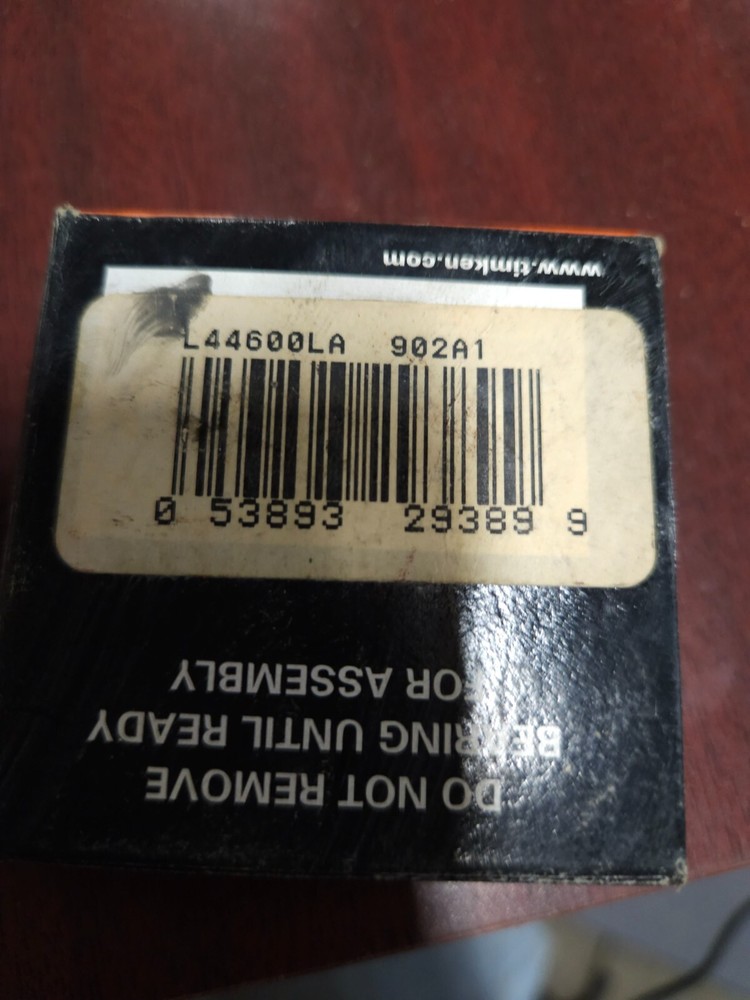 www.timken.com
L44600LA 902A1
0 53893 29389 9
DO NOT REMOVE
BEARING UNTIL READY
FOR ASSEMBLY